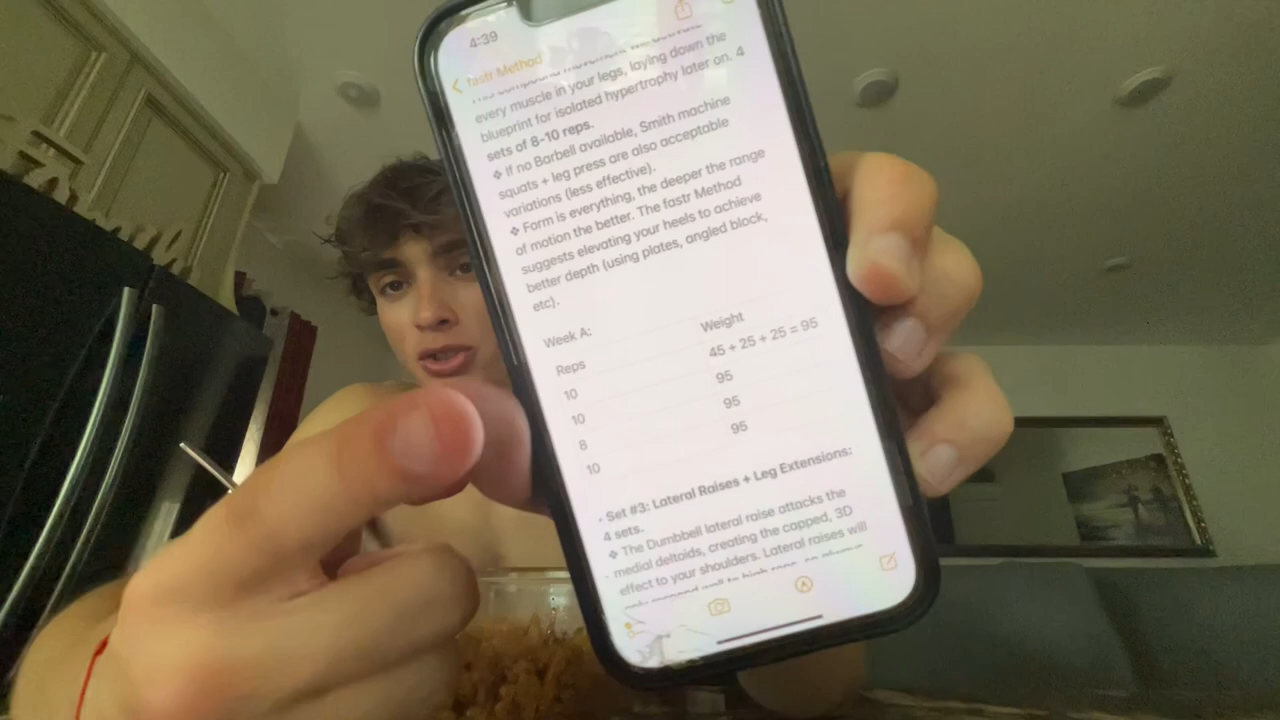 4:39
fastr Method
This compound movement will activate
every muscle in your legs, laying down the
blueprint for isolated hypertrophy later on. 4
sets of 8-10 reps.
❖ If no Barbell available, Smith machine
squats + leg press are also acceptable
variations (less effective).
❖ Form is everything, the deeper the range
of motion the better. The fastr Method
suggests elevating your heels to achieve
better depth (using plates, angled block,
etc).
Week A:
Reps Weight
10 45 + 25 + 25 = 95
10 95
8 95
10 95
• Set #3: Lateral Raises + Leg Extensions:
4 sets.
❖ The Dumbbell lateral raise attacks the
medial deltoids, creating the capped, 3D
effect to your shoulders. Lateral raises will